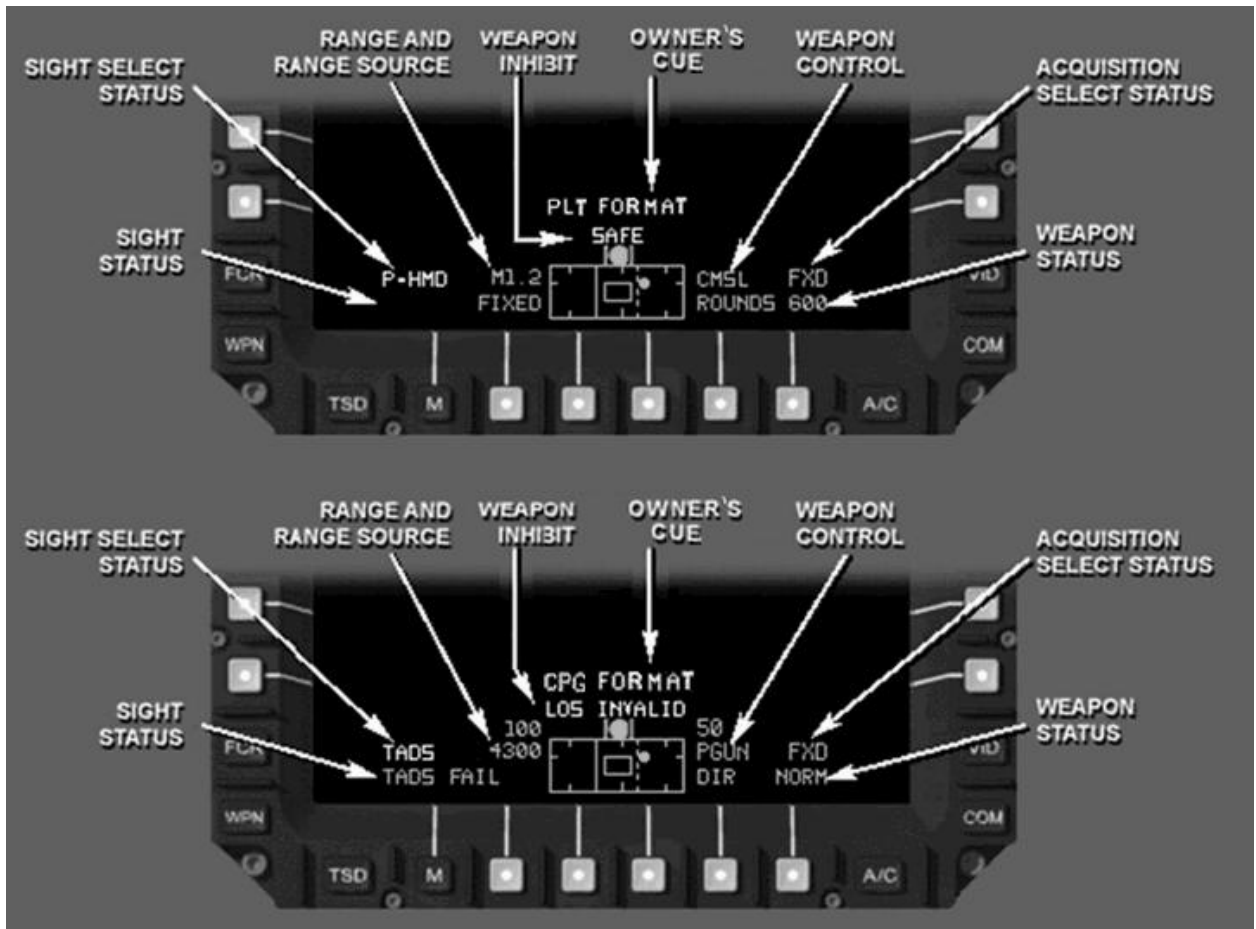 RANGE AND
RANGE SOURCE
WEAPON
INHIBIT
OWNER'S
CUE
WEAPON
CONTROL
SIGHT SELECT
STATUS
ACQUISITION
SELECT STATUS
PLT FORMAT
SAFE
SIGHT
STATUS
WEAPON
STATUS
P-HMD M1.2 CMSL FXD
FIXED ROUNDS 600
FCR VID
WPN COM
TSD M A/C
RANGE AND
RANGE SOURCE
WEAPON
INHIBIT
OWNER'S
CUE
WEAPON
CONTROL
SIGHT SELECT
STATUS
ACQUISITION
SELECT STATUS
CPG FORMAT
LOS INVALID
SIGHT
STATUS
WEAPON
STATUS
100 50
TADS 4300 PGUN FXD
TADS FAIL DIR NORM
FCR VID
WPN COM
TSD M A/C